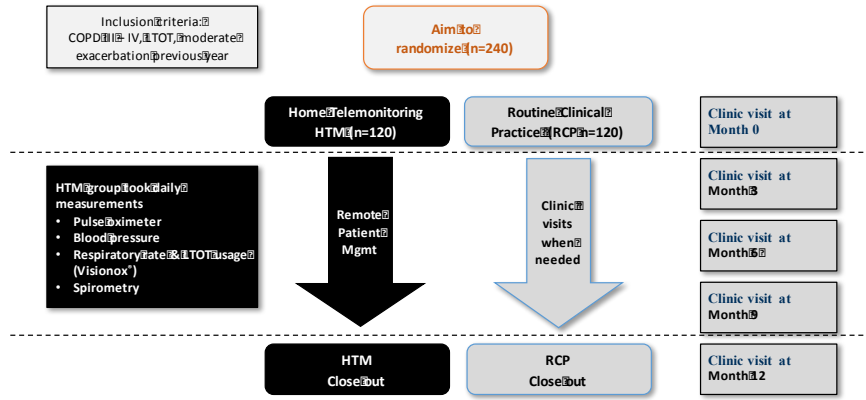 Inclusion criteria:
COPD III – IV, LTOT, moderate
exacerbation previous year
Aim to
randomize (n=240)
Home Telemonitoring
HTM (n=120)
Routine Clinical
Practice (RCP n=120)
Clinic visit at
Month 0
HTM group took daily
measurements
• Pulse oximeter
• Blood pressure
• Respiratory rate & LTOT usage
(Visionox®)
• Spirometry
Remote
Patient
Mgmt
Clinic
visits
when
needed
Clinic visit at
Month 3
Clinic visit at
Month 6
Clinic visit at
Month 9
HTM
Close out
RCP
Close out
Clinic visit at
Month 12